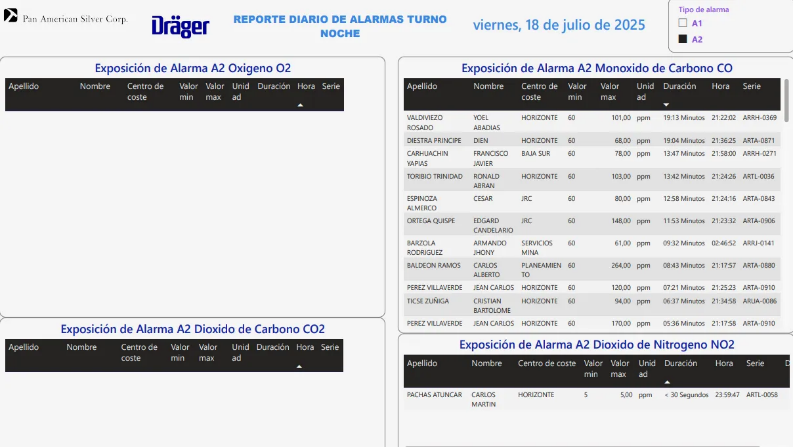 Pan American Silver Corp.
Dräger
REPORTE DIARIO DE ALARMAS TURNO
NOCHE
viernes, 18 de julio de 2025
Tipo de alarma
A1
A2
Exposición de Alarma A2 Oxigeno O2
Apellido Nombre Centro de coste Valor min Valor max Unid ad Duración Hora Serie
Exposición de Alarma A2 Monoxido de Carbono CO
Apellido Nombre Centro de coste Valor min Valor max Unid ad Duración Hora Serie
VALDIVIEZO ROSADO YOEL ABADIAS HORIZONTE 60 101,00 ppm 19:13 Minutos 21:22:02 ARRH-0369
DIESTRA PRINCIPE DIEN HORIZONTE 60 68,00 ppm 19:04 Minutos 21:36:25 ARTA-0871
CARHUACHIN YAPIAS FRANCISCO JAVIER BAJA SUR 60 78,00 ppm 13:47 Minutos 21:58:00 ARRH-0271
TORIBIO TRINIDAD RONALD ABRAN HORIZONTE 60 103,00 ppm 13:42 Minutos 21:24:26 ARTL-0036
ESPINOZA ALMERCO CESAR JRC 60 80,00 ppm 12:58 Minutos 21:24:16 ARTA-0843
ORTEGA QUISPE EDGARD CANDELARIO JRC 60 148,00 ppm 11:53 Minutos 21:23:32 ARTA-0906
BARZOLA RODRIGUEZ ARMANDO JHONY SERVICIOS MINA 60 61,00 ppm 09:32 Minutos 02:46:52 ARRJ-0141
BALDEON RAMOS CARLOS ALBERTO PLANEAMIEN TO 60 264,00 ppm 08:43 Minutos 21:17:57 ARTA-0880
PEREZ VILLAVERDE JEAN CARLOS HORIZONTE 60 120,00 ppm 07:21 Minutos 21:25:23 ARTA-0910
TICSE ZUÑIGA CRISTIAN BARTOLOME HORIZONTE 60 94,00 ppm 06:37 Minutos 21:34:58 ARUA-0086
PEREZ VILLAVERDE JEAN CARLOS HORIZONTE 60 170,00 ppm 05:36 Minutos 21:17:58 ARTA-0910
Exposición de Alarma A2 Dioxido de Carbono CO2
Apellido Nombre Centro de coste Valor min Valor max Unid ad Duración Hora Serie
Exposición de Alarma A2 Dioxido de Nitrogeno NO2
Apellido Nombre Centro de coste Valor min Valor max Unid ad Duración Hora Serie D
PACHAS ATUNCAR CARLOS MARTIN HORIZONTE 5 5,00 ppm < 30 Segundos 23:59:47 ARTL-0058